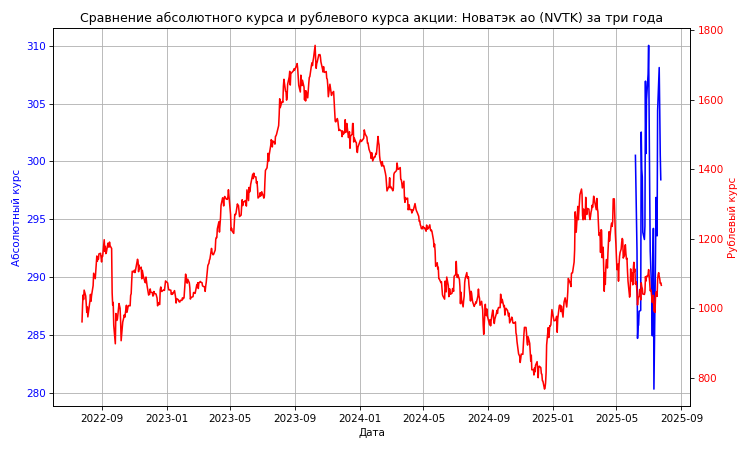 Сравнение абсолютного курса и рублевого курса акции: Новатэк ао (NVTK) за три года
310
305
300
295
290
285
280
Абсолютный курс
1800
1600
1400
1200
1000
800
Рублевый курс
2022-09 2023-01 2023-05 2023-09 2024-01 2024-05 2024-09 2025-01 2025-05 2025-09
Дата